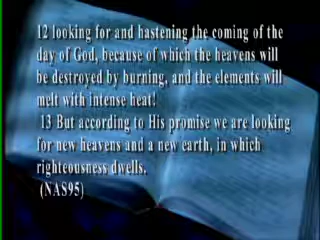 12 looking for and hastening the coming of the
day of God, because of which the heavens will
be destroyed by burning, and the elements will
melt with intense heat!
13 But according to His promise we are looking
for new heavens and a new earth, in which
righteousness dwells.
(NAS95)